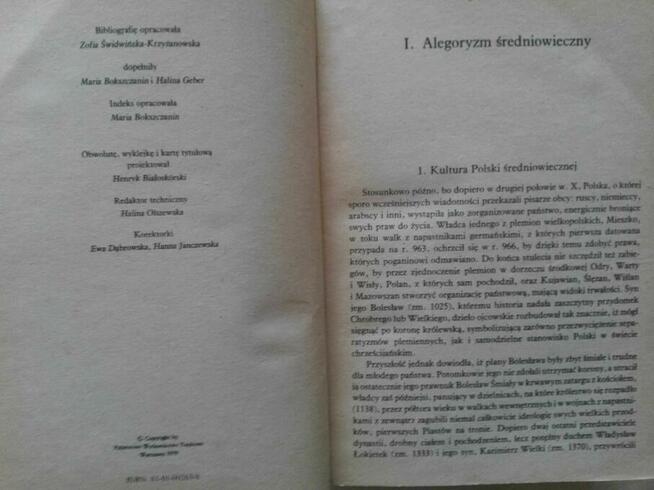 Bibliografię opracowała
Zofia Świdwińska-Krzyżanowska
dopełniły
Maria Bokszczanin i Halina Geber
Indeks opracowała
Maria Bokszczanin
Obwolutę, wyklejkę i kartę tytułową
projektował
Henryk Białoskórski
Redaktor techniczny
Halina Olszewska
Korektorki
Ewa Dąbrowska, Hanna Janczewska
© Copyright by
Państwowe Wydawnictwo Naukowe
Warszawa
I. Alegoryzm średniowieczny
1. Kultura Polski średniowiecznej
Stosunkowo późno, bo dopiero w drugiej połowie w. X, Polska, o której
sporo wcześniejszych wiadomości przekazali pisarze obcy: ruscy, niemieccy,
arabscy i inni, wystąpiła jako zorganizowane państwo, energicznie broniące
swych praw do życia. Władca jednego z plemion wielkopolskich, Mieszko,
w toku walk z napastnikami germańskimi, z których pierwsza datowana
przypada na r. 963, ochrzcił się w r. 966, by dzięki temu zdobyć prawa,
których poganinowi odmawiano. Do końca stulecia nie szczędził też zabie-
gów, by przez zjednoczenie plemion w dorzeczu środkowej Odry, Warty
i Wisły, Polan, z których sam pochodził, oraz Kujawian, Ślęzan, Wiślan
i Mazowszan stworzyć organizację państwową, mającą widoki trwałości. Syn
jego Bolesław (zm. 1025), któremu historia nadała zaszczytny przydomek
Chrobrego lub Wielkiego, dzieło ojcowskie rozbudował tak znacznie, iż mógł
sięgnąć po koronę królewską, symbolizującą zarówno przezwyciężenie sepa-
ratyzmów plemiennych, jak i samodzielne stanowisko Polski w świecie
chrześcijańskim.
Przyszłość jednak dowiodła, iż plany Bolesława były zbyt śmiałe i trudne
dla młodego państwa. Potomkowie jego nie zdołali utrzymać korony, a stracił
ją ostatecznie jego prawnuk Bolesław Śmiały w krwawym zatargu z kościołem,
władcy zaś późniejsi, panujący w dzielnicach, na które królestwo się rozpadło
(1138), przez półtora wieku w walkach wewnętrznych i w wojnach z napastni-
kami z zewnątrz zagubili niemal całkowicie ideologię swych wielkich przod-
ków, pierwszych Piastów na tronie. Dopiero dwaj ostatni przedstawiciele
dynastii, drobny ciałem i pochodzeniem, lecz potężny duchem Władysław
Łokietek (zm. 1333) i jego syn, Kazimierz Wielki (zm. 1370), przywrócili